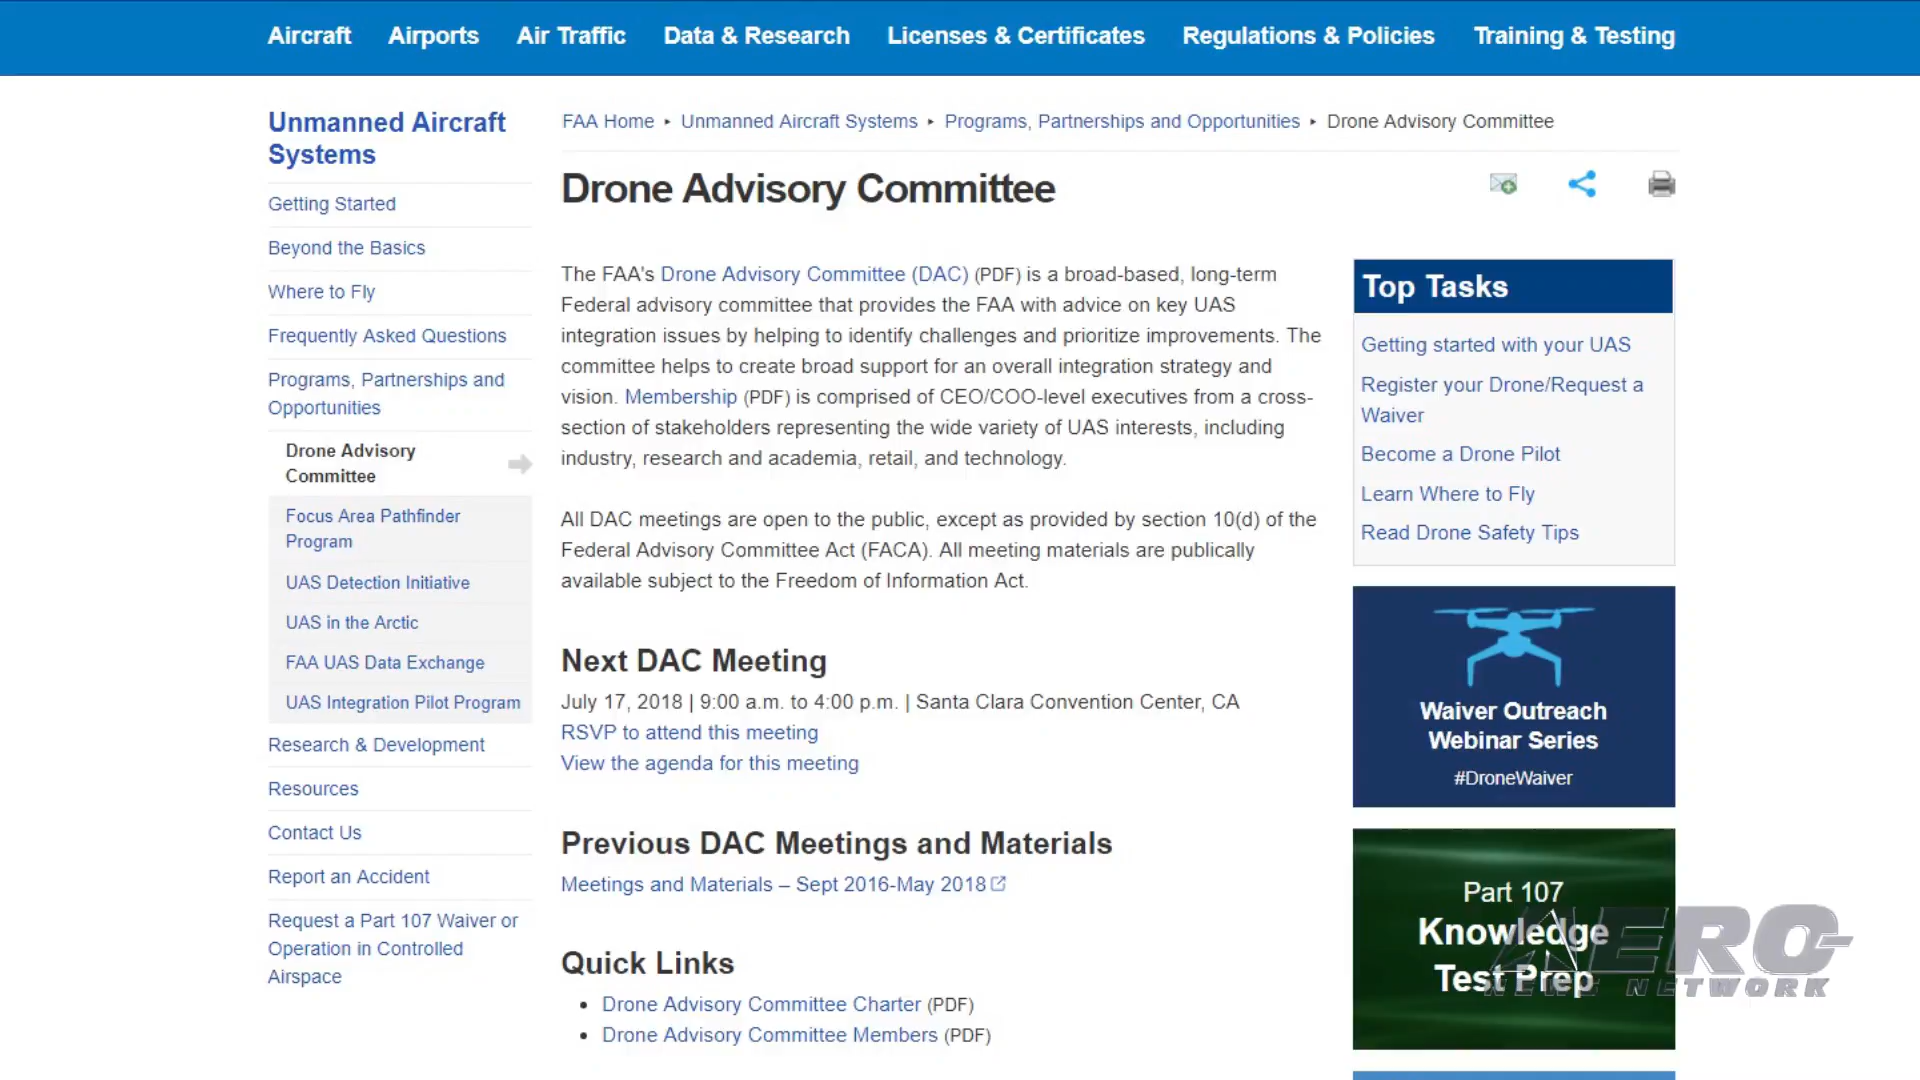 Aircraft Airports Air Traffic Data & Research Licenses & Certificates Regulations & Policies Training & Testing
Unmanned Aircraft
Systems
Getting Started
Beyond the Basics
Where to Fly
Frequently Asked Questions
Programs, Partnerships and
Opportunities
Drone Advisory
Committee
Focus Area Pathfinder
Program
UAS Detection Initiative
UAS in the Arctic
FAA UAS Data Exchange
UAS Integration Pilot Program
Research & Development
Resources
Contact Us
Report an Accident
Request a Part 107 Waiver or
Operation in Controlled
Airspace
FAA Home ▸ Unmanned Aircraft Systems ▸ Programs, Partnerships and Opportunities ▸ Drone Advisory Committee
Drone Advisory Committee
The FAA's Drone Advisory Committee (DAC) (PDF) is a broad-based, long-term
Federal advisory committee that provides the FAA with advice on key UAS
integration issues by helping to identify challenges and prioritize improvements. The
committee helps to create broad support for an overall integration strategy and
vision. Membership (PDF) is comprised of CEO/COO-level executives from a cross-
section of stakeholders representing the wide variety of UAS interests, including
industry, research and academia, retail, and technology.
All DAC meetings are open to the public, except as provided by section 10(d) of the
Federal Advisory Committee Act (FACA). All meeting materials are publically
available subject to the Freedom of Information Act.
Next DAC Meeting
July 17, 2018 | 9:00 a.m. to 4:00 p.m. | Santa Clara Convention Center, CA
RSVP to attend this meeting
View the agenda for this meeting
Previous DAC Meetings and Materials
Meetings and Materials – Sept 2016-May 2018
Quick Links
• Drone Advisory Committee Charter (PDF)
• Drone Advisory Committee Members (PDF)
Top Tasks
Getting started with your UAS
Register your Drone/Request a
Waiver
Become a Drone Pilot
Learn Where to Fly
Read Drone Safety Tips
Waiver Outreach
Webinar Series
#DroneWaiver
Part 107
Knowledge
Test Prep
AERO-
NEWS NETWORK